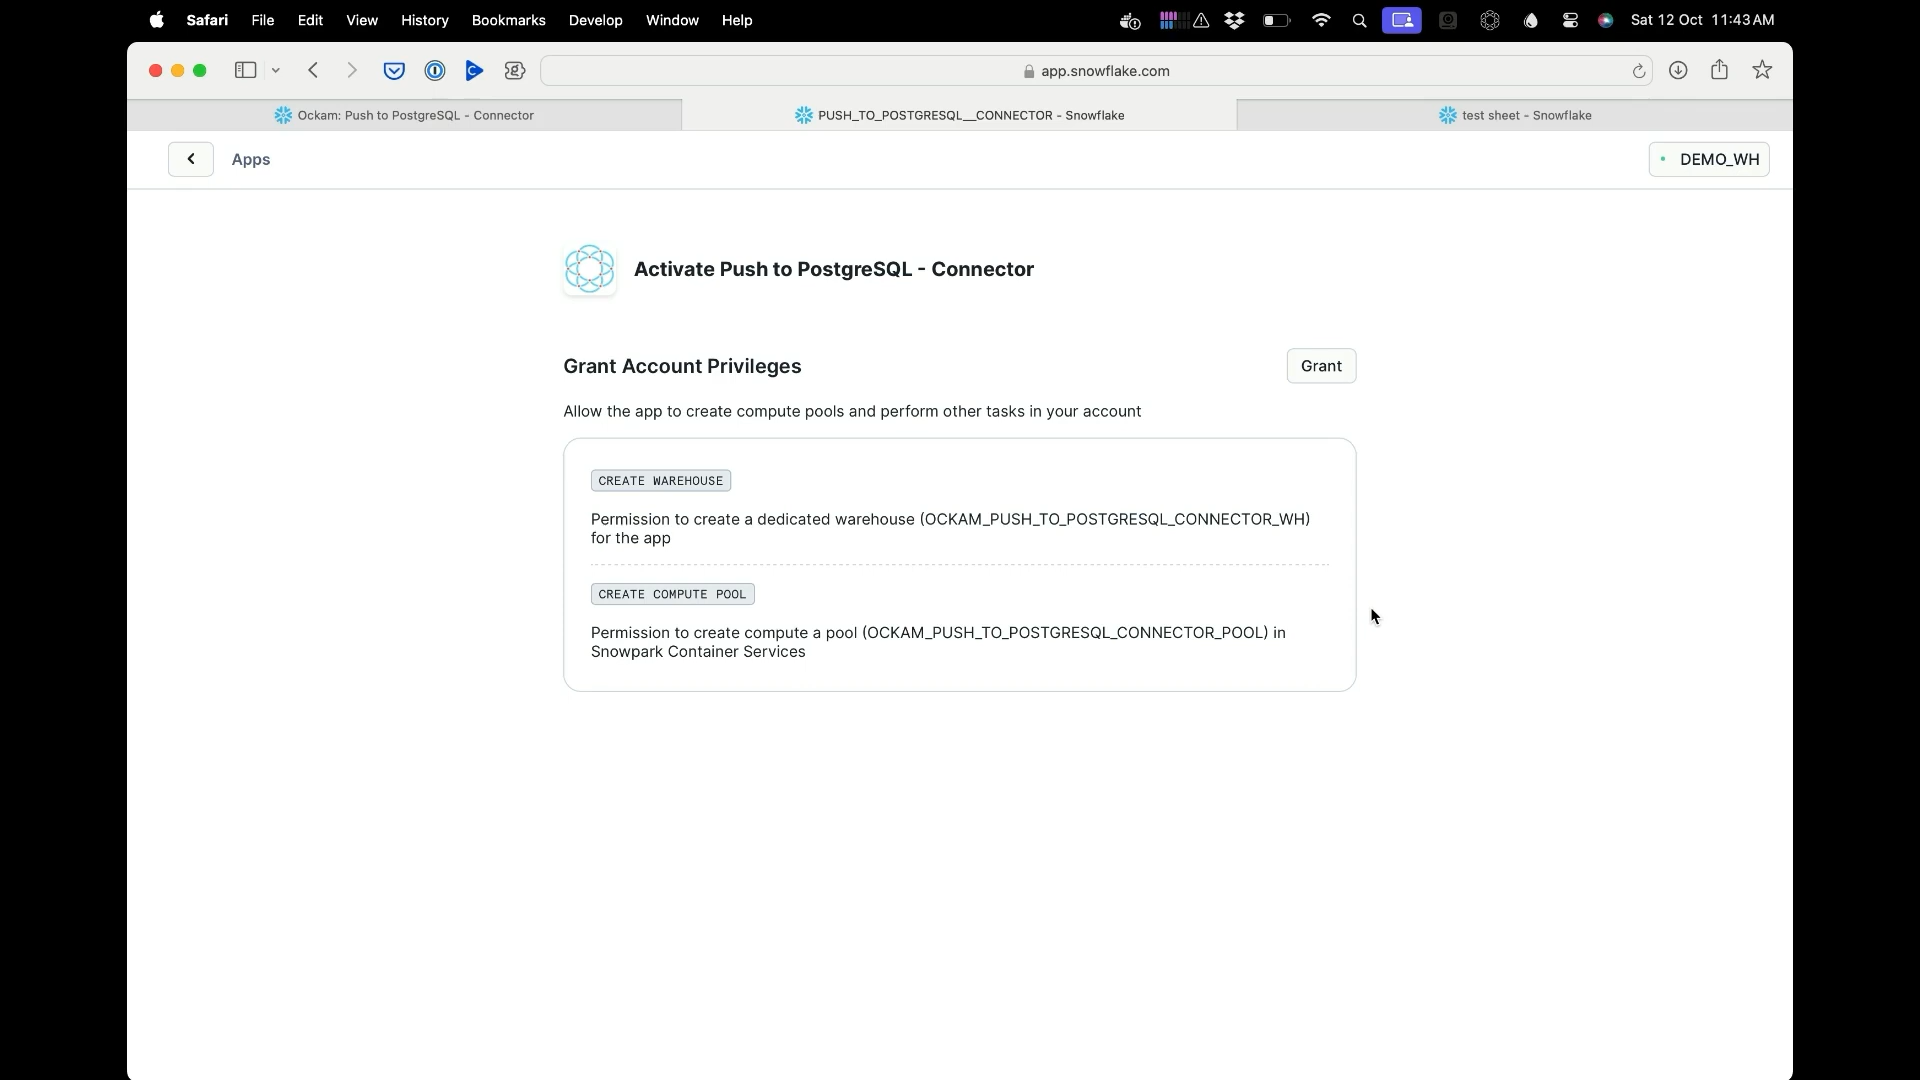 Safari File Edit View History Bookmarks Develop Window Help Sat 12 Oct 11:43 AM
app.snowflake.com
Ockam: Push to PostgreSQL - Connector
PUSH_TO_POSTGRESQL__CONNECTOR - Snowflake
test sheet - Snowflake
Apps
DEMO_WH
Activate Push to PostgreSQL - Connector
Grant Account Privileges
Grant
Allow the app to create compute pools and perform other tasks in your account
CREATE WAREHOUSE
Permission to create a dedicated warehouse (OCKAM_PUSH_TO_POSTGRESQL_CONNECTOR_WH)
for the app
CREATE COMPUTE POOL
Permission to create compute a pool (OCKAM_PUSH_TO_POSTGRESQL_CONNECTOR_POOL) in
Snowpark Container Services